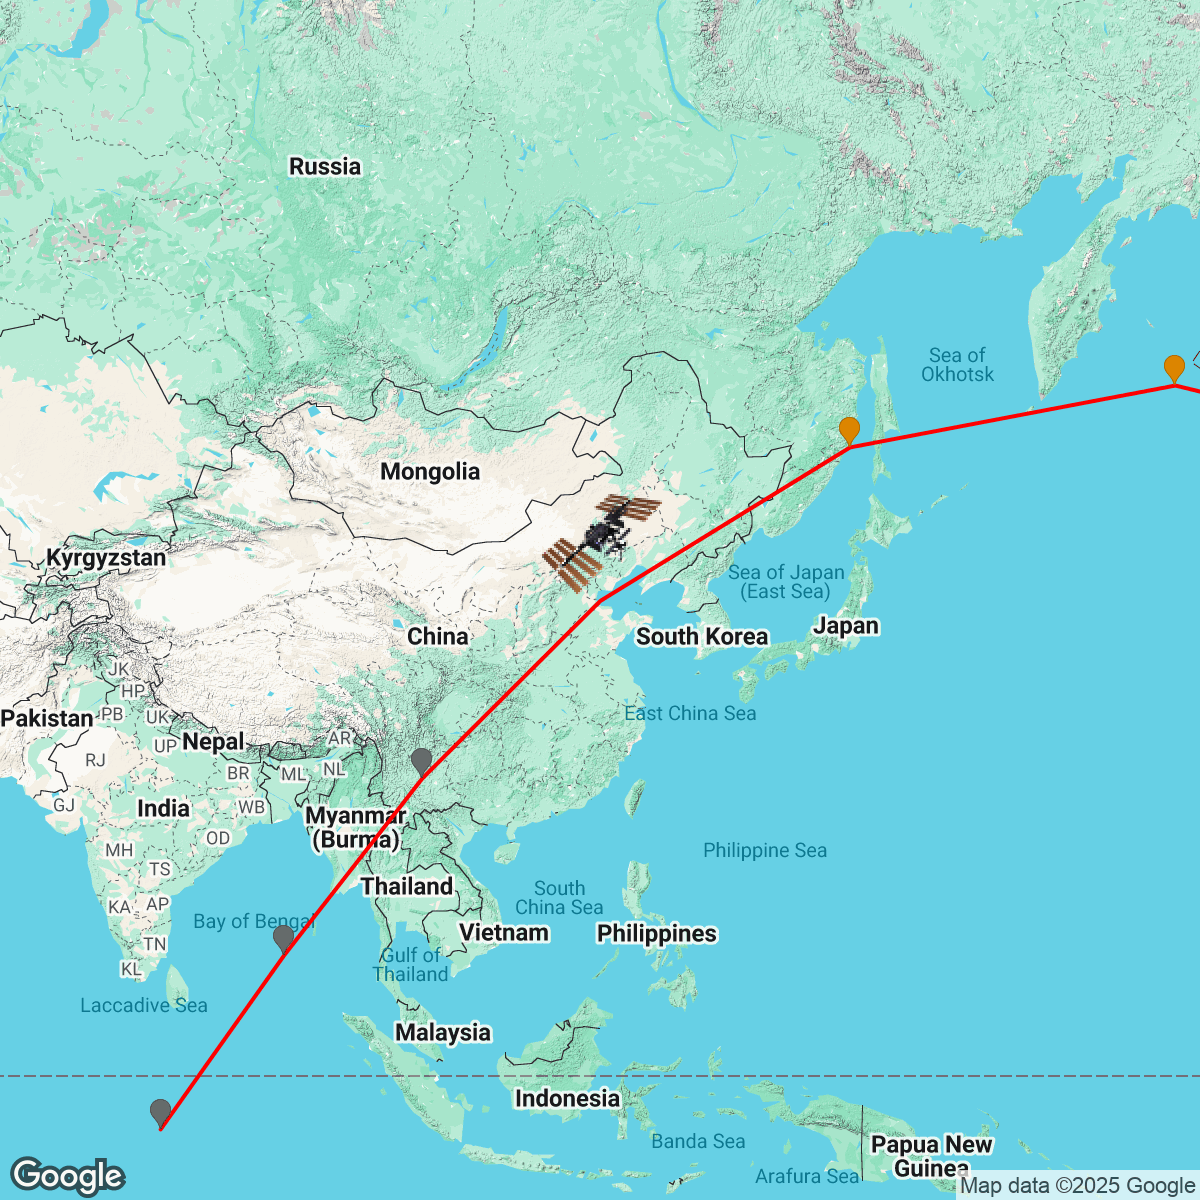 Russia
Sea of
Okhotsk
Mongolia
Kyrgyzstan
Sea of Japan
(East Sea)
China
South Korea
Japan
JK
HP
PB
UK
Pakistan
East China Sea
Nepal
AR
UP
RJ
BR
ML
NL
GJ
India
WB
Myanmar
(Burma)
OD
MH
Philippine Sea
TS
Thailand
South
China Sea
KA
AP
Bay of Bengal
Vietnam
Philippines
TN
Gulf of
Thailand
KL
Laccadive Sea
Malaysia
Indonesia
Banda Sea
Papua New
Guinea
Arafura Sea
Google
Map data ©2025 Google